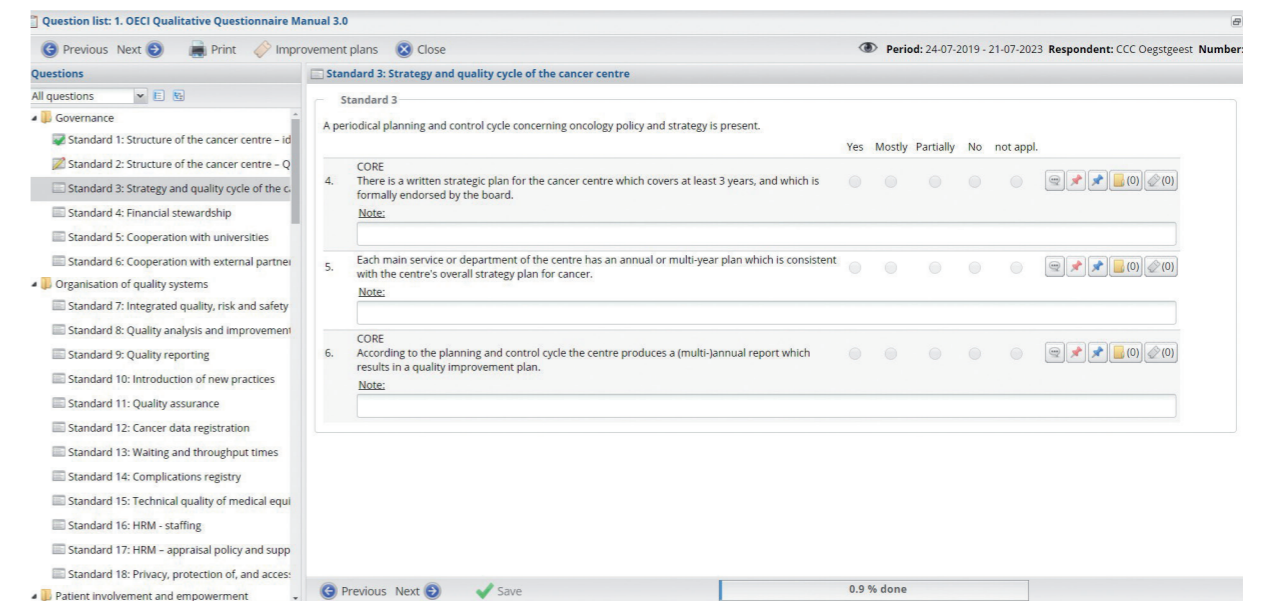 Question list: 1. OECI Qualitative Questionnaire Manual 3.0
Previous Next Print Improvement plans Close Period: 24-07-2019 - 21-07-2023 Respondent: CCC Oegstgeest Number:
Questions
All questions
Governance
Standard 1: Structure of the cancer centre – id
Standard 2: Structure of the cancer centre – Q
Standard 3: Strategy and quality cycle of the c
Standard 4: Financial stewardship
Standard 5: Cooperation with universities
Standard 6: Cooperation with external partner
Organisation of quality systems
Standard 7: Integrated quality, risk and safety
Standard 8: Quality analysis and improvement
Standard 9: Quality reporting
Standard 10: Introduction of new practices
Standard 11: Quality assurance
Standard 12: Cancer data registration
Standard 13: Waiting and throughput times
Standard 14: Complications registry
Standard 15: Technical quality of medical equi
Standard 16: HRM - staffing
Standard 17: HRM – appraisal policy and supp
Standard 18: Privacy, protection of, and acces
Patient involvement and empowerment
Standard 3: Strategy and quality cycle of the cancer centre
Standard 3
A periodical planning and control cycle concerning oncology policy and strategy is present.
Yes Mostly Partially No not appl.
CORE
4. There is a written strategic plan for the cancer centre which covers at least 3 years, and which is
formally endorsed by the board.
(0) (0)
Note:
5. Each main service or department of the centre has an annual or multi-year plan which is consistent
with the centre's overall strategy plan for cancer.
(0) (0)
Note:
CORE
6. According to the planning and control cycle the centre produces a (multi-)annual report which
results in a quality improvement plan.
(0) (0)
Note:
Previous Next Save 0.9 % done